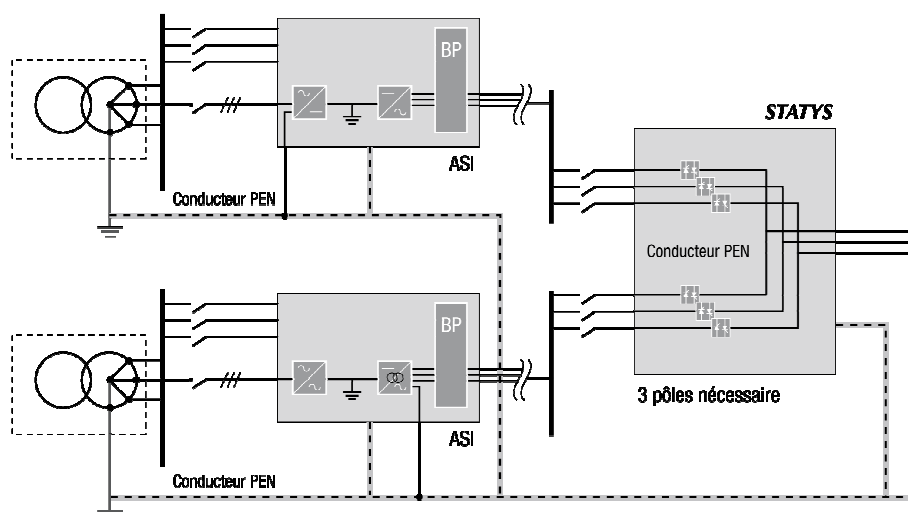 BP
STATYS
ASI
Conducteur PEN
Conducteur PEN
BP
3 pôles nécessaire
ASI
Conducteur PEN